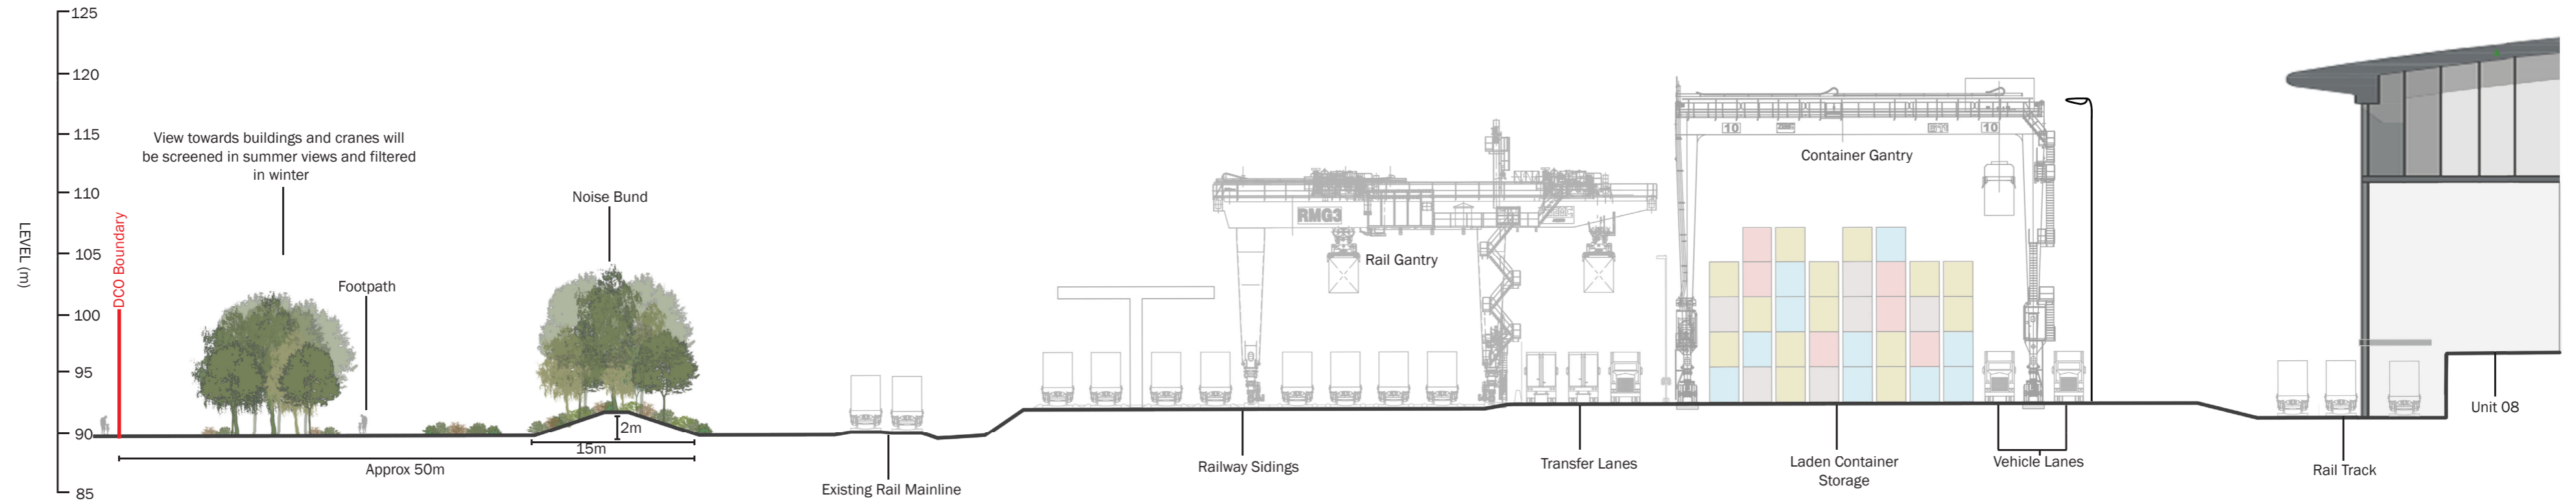 125
120
115
110
105
100
95
90
85
LEVEL (m)
DCO Boundary
View towards buildings and cranes will
be screened in summer views and filtered
in winter
Footpath
Noise Bund
2m
15m
Approx 50m
Existing Rail Mainline
Railway Sidings
RMG3
Rail Gantry
Transfer Lanes
10
10
Container Gantry
Laden Container
Storage
Vehicle Lanes
Rail Track
Unit 08